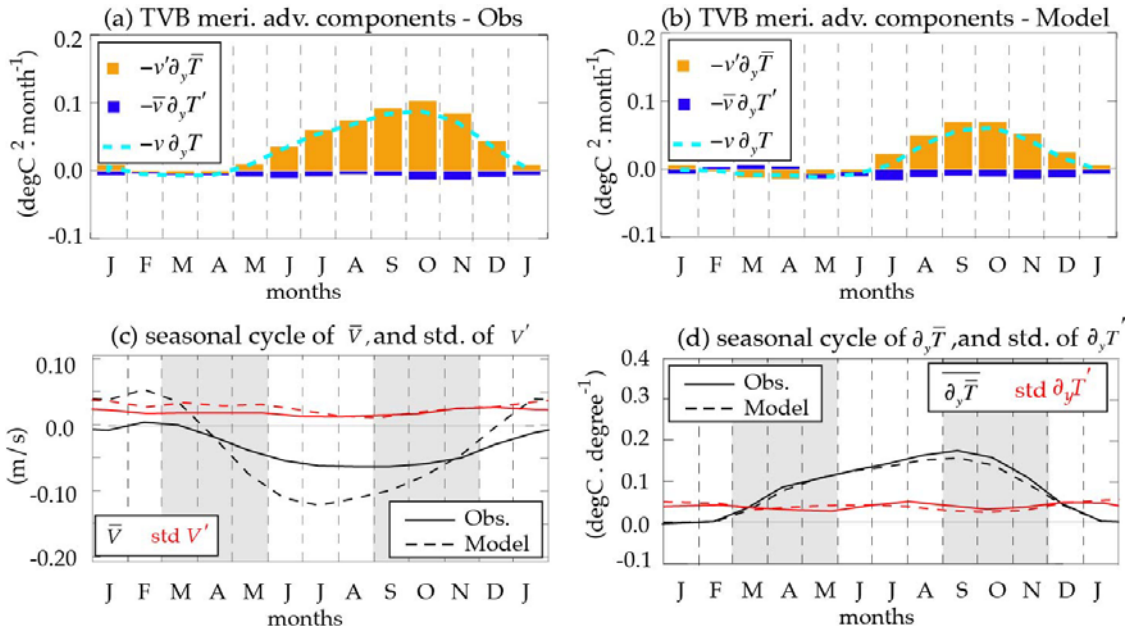 (a) TVB meri. adv. components - Obs
0.2
0.1
0.0
-0.1
(degC². month⁻¹)
−v′∂yT̅
−v̅∂yT′
−v∂yT
J F M A M J J A S O N D J
months
(b) TVB meri. adv. components - Model
0.2
0.1
0.0
-0.1
(degC². month⁻¹)
−v′∂yT̅
−v̅∂yT′
−v∂yT
J F M A M J J A S O N D J
months
(c) seasonal cycle of V̅, and std. of V′
0.10
0.0
-0.10
-0.20
(m/s)
V̅ std V′
Obs.
Model
J F M A M J J A S O N D J
months
(d) seasonal cycle of ∂yT̅ ,and std. of ∂yT′
0.4
0.3
0.2
0.1
0.0
-0.1
(degC . degree⁻¹)
Obs.
Model
∂yT̅ std ∂yT′
J F M A M J J A S O N D J
months